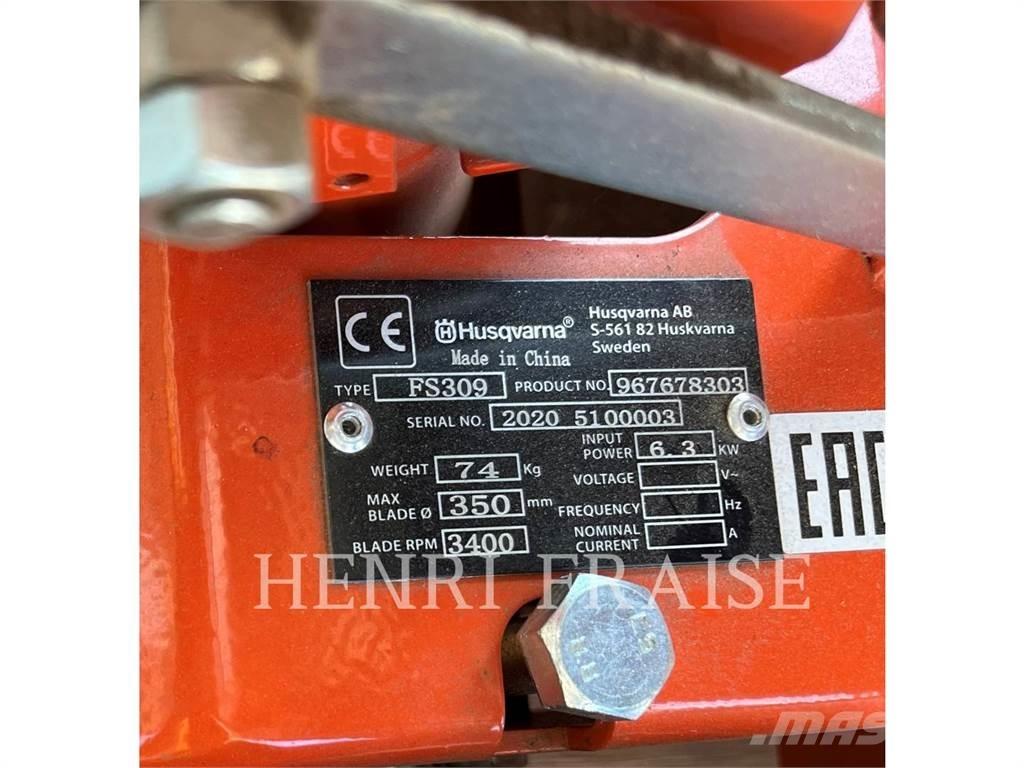 CE
Husqvarna®
Made in China
Husqvarna AB
S-561 82 Huskvarna
Sweden
TYPE FS309 PRODUCT NO. 967678303
SERIAL NO. 2020 5100003
INPUT POWER 6.3 KW
WEIGHT 74 Kg
VOLTAGE V~
MAX BLADE Ø 350 mm
FREQUENCY Hz
BLADE RPM 3400
NOMINAL CURRENT A
EAC
HENRI FRAISE